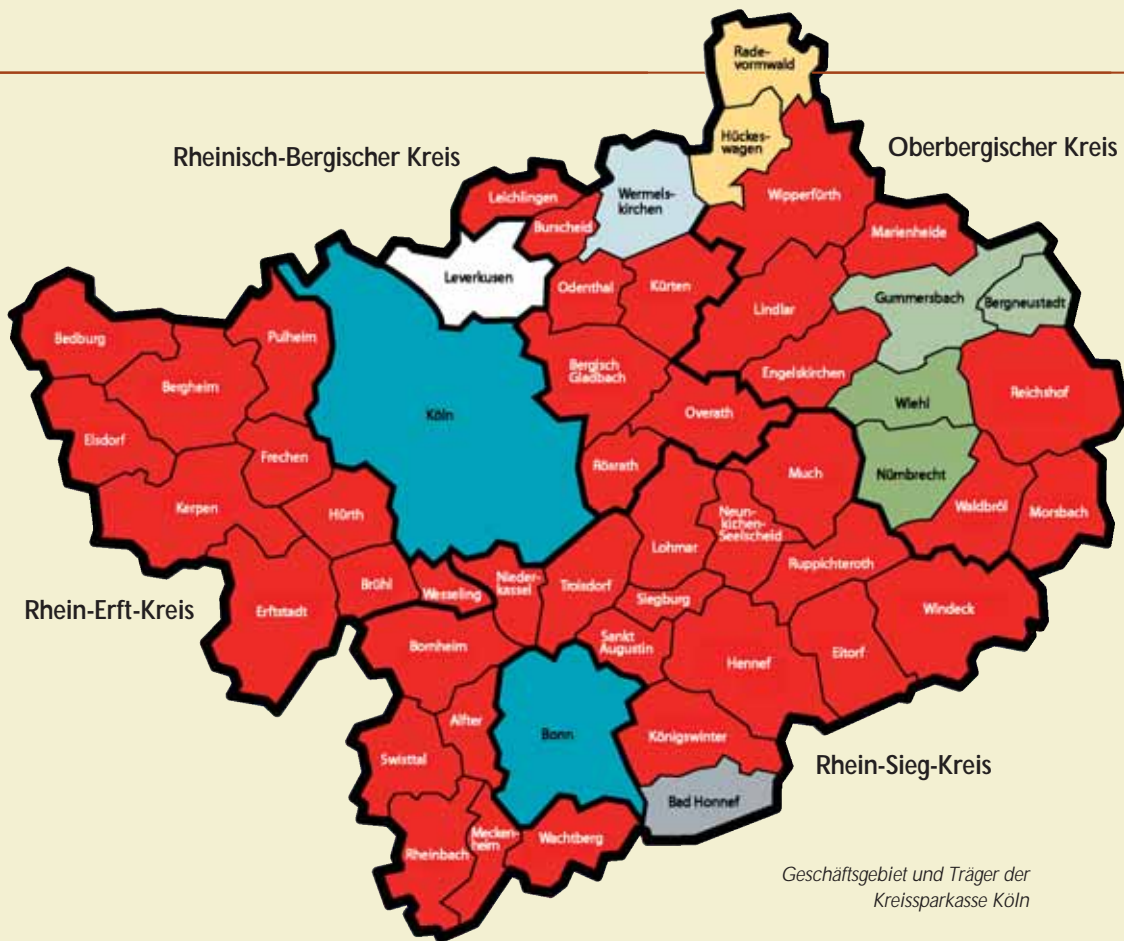 Rade-
vormwald
Hückes-
wagen
Rheinisch-Bergischer Kreis
Oberbergischer Kreis
Wermels-
kirchen
Leichlingen
Burscheid
Wipperfürth
Marienheide
Leverkusen
Odenthal
Kürten
Lindlar
Gummersbach
Bergneustadt
Bedburg
Pulheim
Bergheim
Bergisch
Gladbach
Engelskirchen
Reichshof
Wiehl
Köln
Overath
Elsdorf
Frechen
Rösrath
Much
Nümbrecht
Kerpen
Hürth
Lohmar
Neun-
kichen-
Seelscheid
Waldbröl
Morsbach
Ruppichteroth
Rhein-Erft-Kreis
Erftstadt
Brühl
Wesseling
Nieder-
kassel
Troisdorf
Siegburg
Windeck
Bornheim
Sankt
Augustin
Hennef
Eitorf
Alfter
Bonn
Königswinter
Swisttal
Rhein-Sieg-Kreis
Bad Honnef
Rheinbach
Mecken-
heim
Wachtberg
Geschäftsgebiet und Träger der
Kreissparkasse Köln